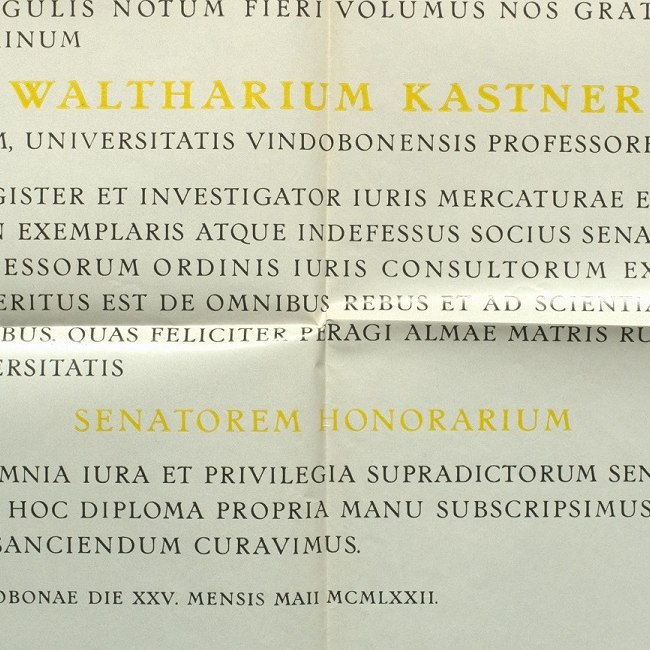 GULIS NOTUM FIERI VOLUMUS NOS GRAT
INUM
WALTHARIUM KASTNER
M, UNIVERSITATIS VINDOBONENSIS PROFESSORE
GISTER ET INVESTIGATOR IURIS MERCATURAE E
N EXEMPLARIS ATQUE INDEFESSUS SOCIUS SENA
ESSORUM ORDINIS IURIS CONSULTORUM EX
ERITUS EST DE OMNIBUS REBUS ET AD SCIENTIA
BUS. QUAS FELICITER PERAGI ALMAE MATRIS RU
ERSITATIS
SENATOREM HONORARIUM
OMNIA IURA ET PRIVILEGIA SUPRADICTORUM SEN
HOC DIPLOMA PROPRIA MANU SUBSCRIPSIMUS
SANCIENDUM CURAVIMUS.
OBONAE DIE XXV. MENSIS MAII MCMLXXII.